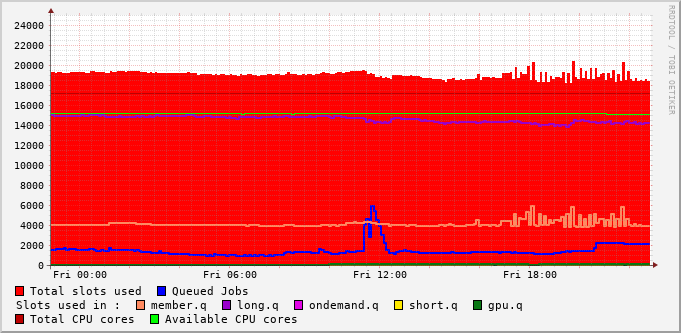 24000
22000
20000
18000
16000
14000
12000
10000
8000
6000
4000
2000
0
Fri 00:00 Fri 06:00 Fri 12:00 Fri 18:00
RRDTOOL / TOBI OETIKER
Total slots used Queued Jobs
Slots used in : member.q long.q ondemand.q short.q gpu.q
Total CPU cores Available CPU cores